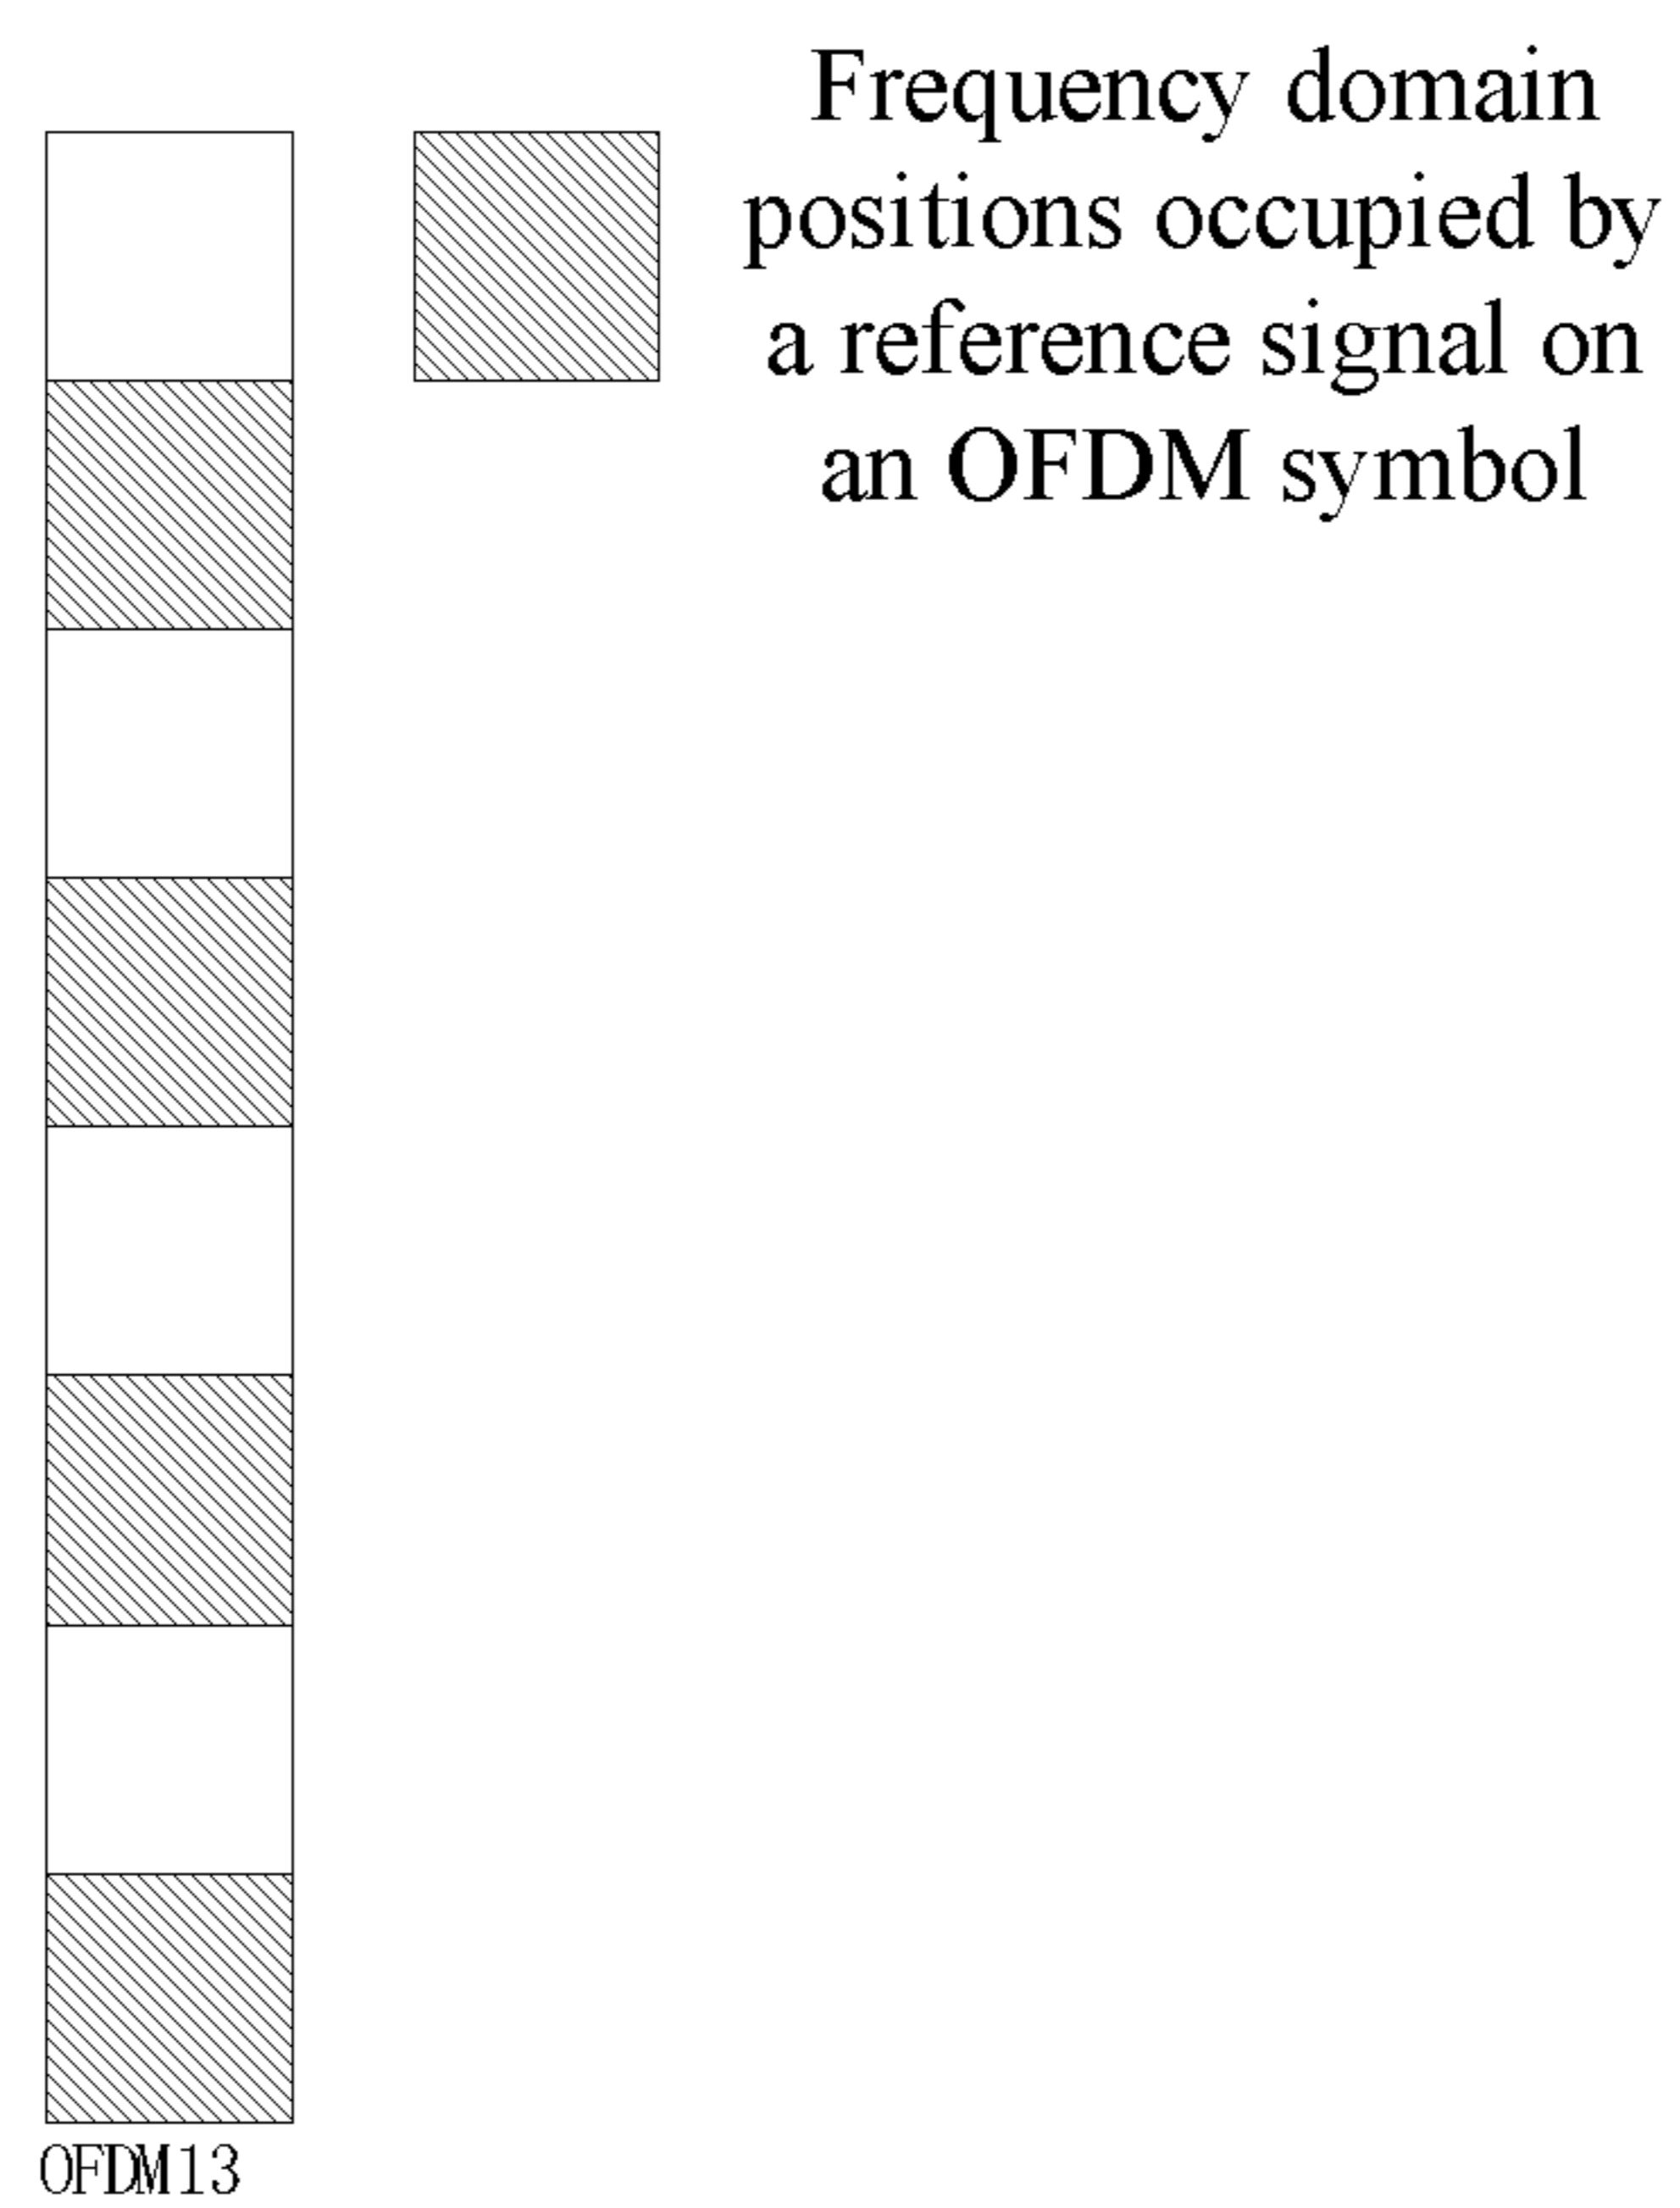 Frequency domain
positions occupied by
a reference signal on
an OFDM symbol
OFDM13